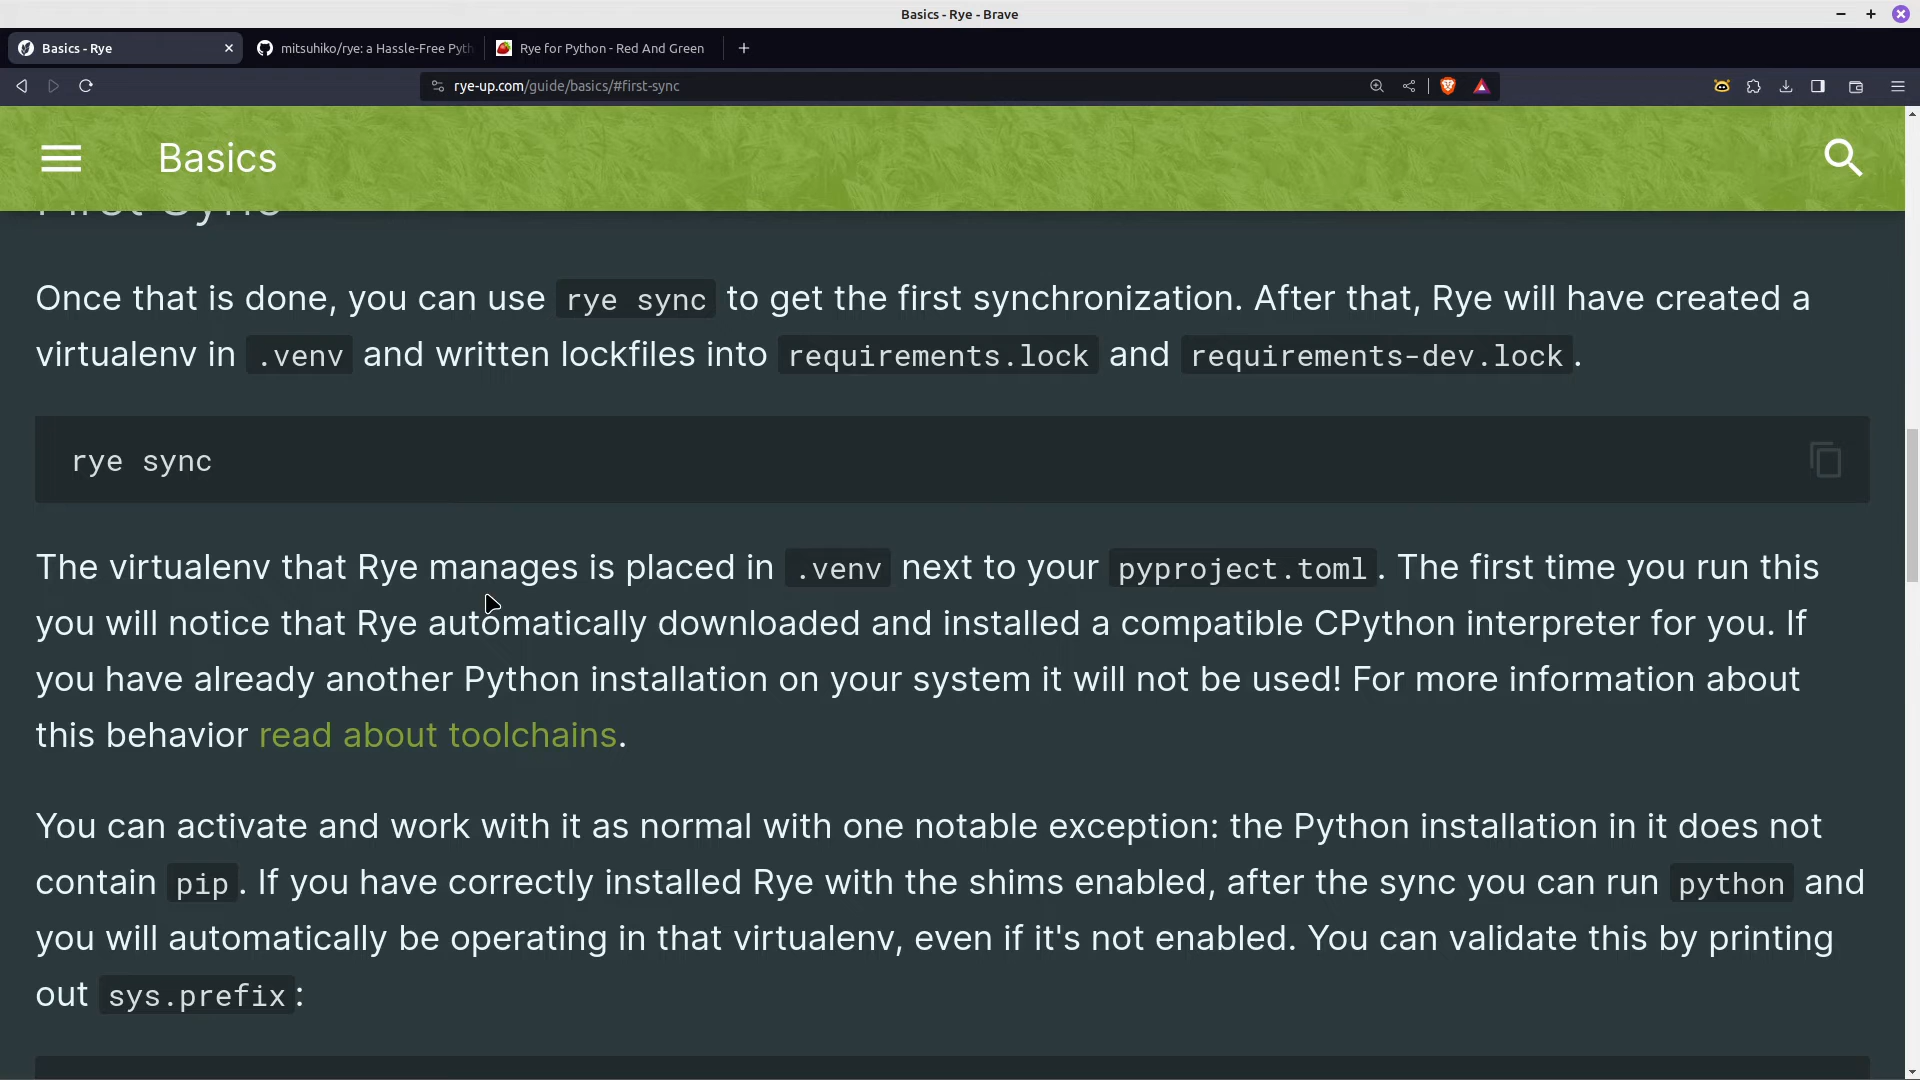 Basics - Rye - Brave
Basics - Rye
mitsuhiko/rye: a Hassle-Free Pyth
Rye for Python - Red And Green
rye-up.com/guide/basics/#first-sync
Basics
First Sync
Once that is done, you can use rye sync to get the first synchronization. After that, Rye will have created a
virtualenv in .venv and written lockfiles into requirements.lock and requirements-dev.lock.
rye sync
The virtualenv that Rye manages is placed in .venv next to your pyproject.toml. The first time you run this
you will notice that Rye automatically downloaded and installed a compatible CPython interpreter for you. If
you have already another Python installation on your system it will not be used! For more information about
this behavior read about toolchains.
You can activate and work with it as normal with one notable exception: the Python installation in it does not
contain pip. If you have correctly installed Rye with the shims enabled, after the sync you can run python and
you will automatically be operating in that virtualenv, even if it's not enabled. You can validate this by printing
out sys.prefix: